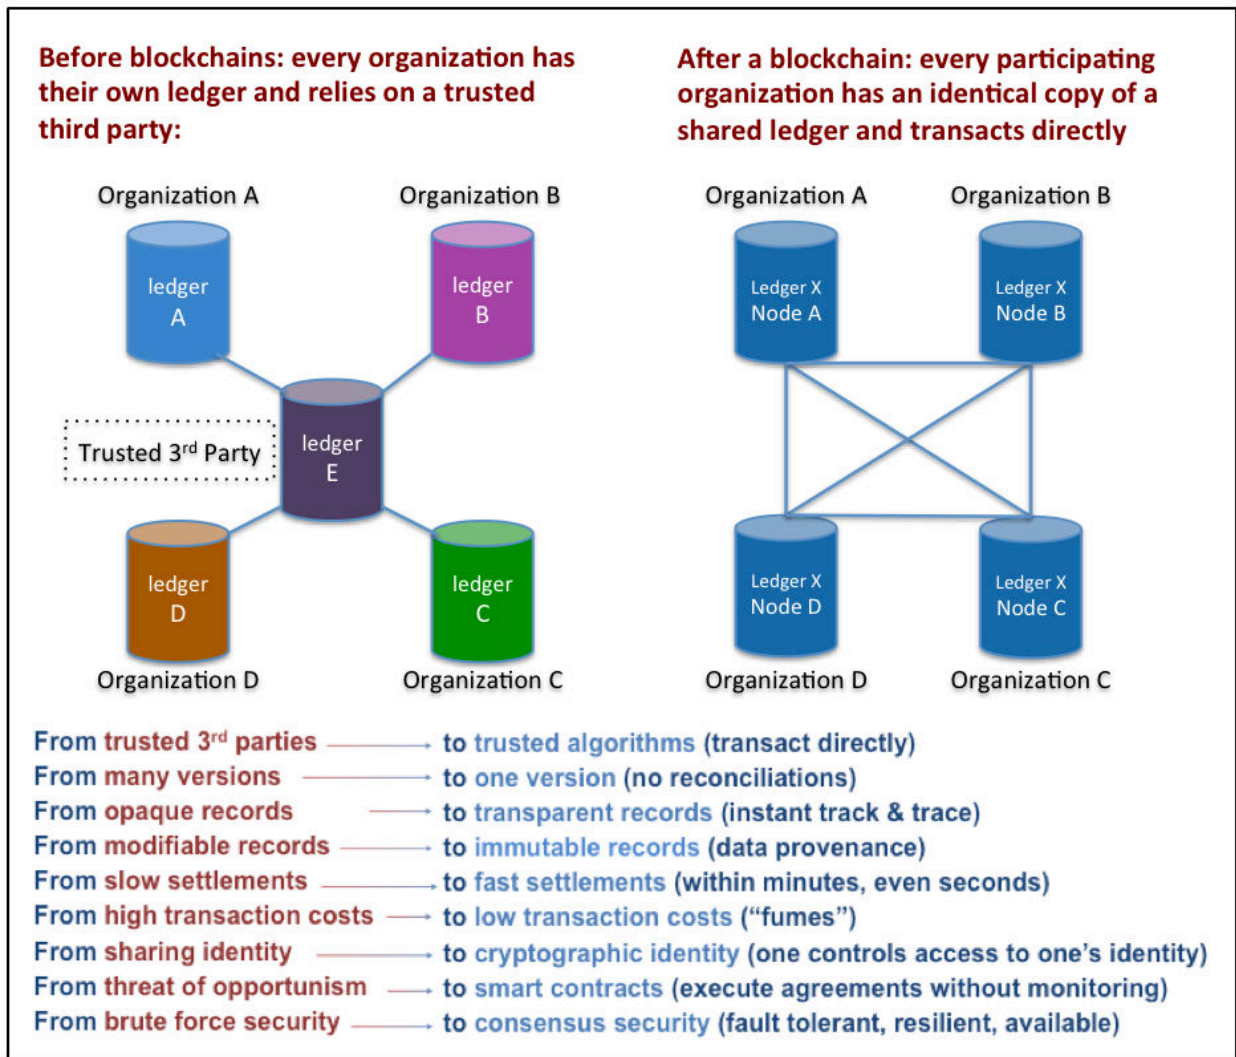 Before blockchains: every organization has
their own ledger and relies on a trusted
third party:
After a blockchain: every participating
organization has an identical copy of a
shared ledger and transacts directly
Organization A
Organization B
ledger
A
ledger
B
Trusted 3rd Party
ledger
E
ledger
D
ledger
C
Organization D
Organization C
Organization A
Organization B
Ledger X
Node A
Ledger X
Node B
Ledger X
Node D
Ledger X
Node C
Organization D
Organization C
From trusted 3rd parties to trusted algorithms (transact directly)
From many versions to one version (no reconciliations)
From opaque records to transparent records (instant track & trace)
From modifiable records to immutable records (data provenance)
From slow settlements to fast settlements (within minutes, even seconds)
From high transaction costs to low transaction costs (“fumes”)
From sharing identity to cryptographic identity (one controls access to one’s identity)
From threat of opportunism to smart contracts (execute agreements without monitoring)
From brute force security to consensus security (fault tolerant, resilient, available)